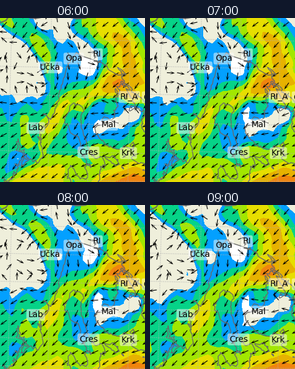 06:00
07:00
Opa
RI
Učka
RI_A
Lab
Mal
Cres
Krk
Opa
RI
Učka
RI_A
Lab
Mal
Cres
Krk
08:00
09:00
Opa
RI
Učka
RI_A
Lab
Mal
Cres
Krk
Opa
RI
Učka
RI_A
Lab
Mal
Cres
Krk